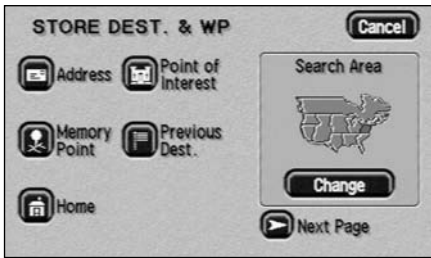 STORE DEST. & WP
Cancel
Address
Point of
Interest
Search Area
Memory
Point
Previous
Dest.
Change
Home
Next Page